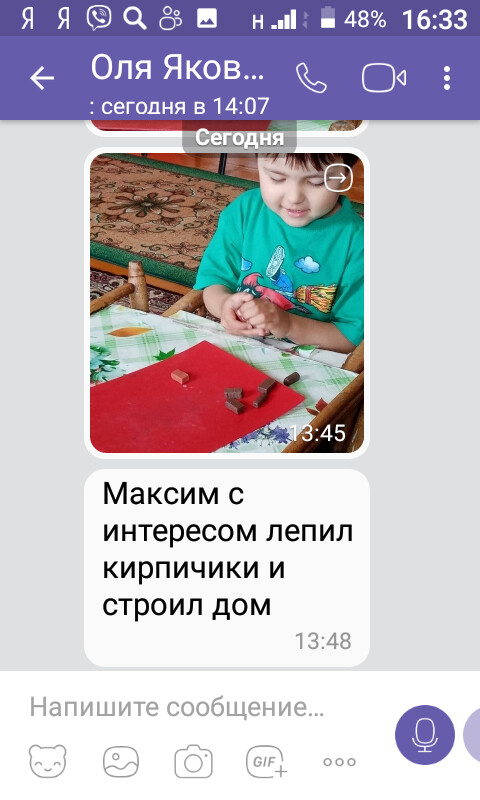 Я Я Н 48% 16:33
Оля Яков...
: сегодня в 14:07
Сегодня
13:45
Максим с
интересом лепил
кирпичики и
строил дом
13:48
Напишите сообщение...
GIF